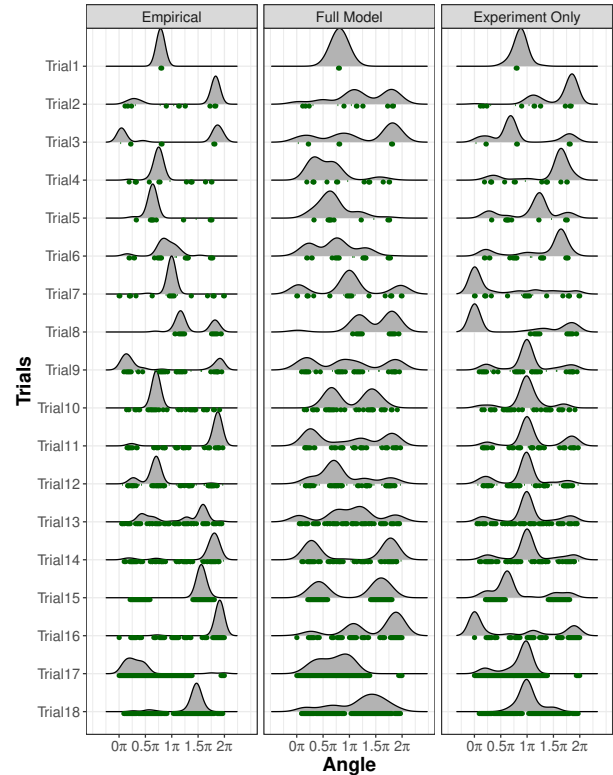 Empirical Full Model Experiment Only
Trials
Trial1
Trial2
Trial3
Trial4
Trial5
Trial6
Trial7
Trial8
Trial9
Trial10
Trial11
Trial12
Trial13
Trial14
Trial15
Trial16
Trial17
Trial18
0π 0.5π 1π 1.5π 2π 0π 0.5π 1π 1.5π 2π 0π 0.5π 1π 1.5π 2π
Angle